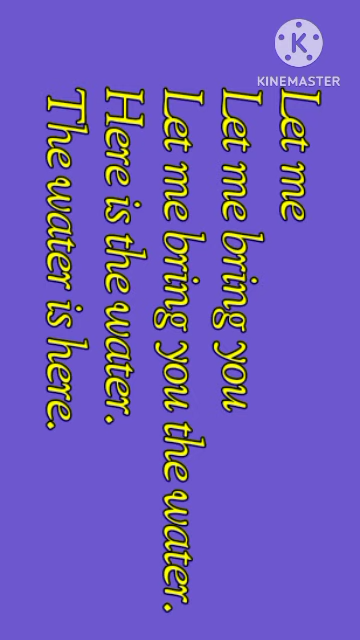 KINEMASTER
Let me
Let me bring you
Let me bring you the water.
Here is the water.
The water is here.